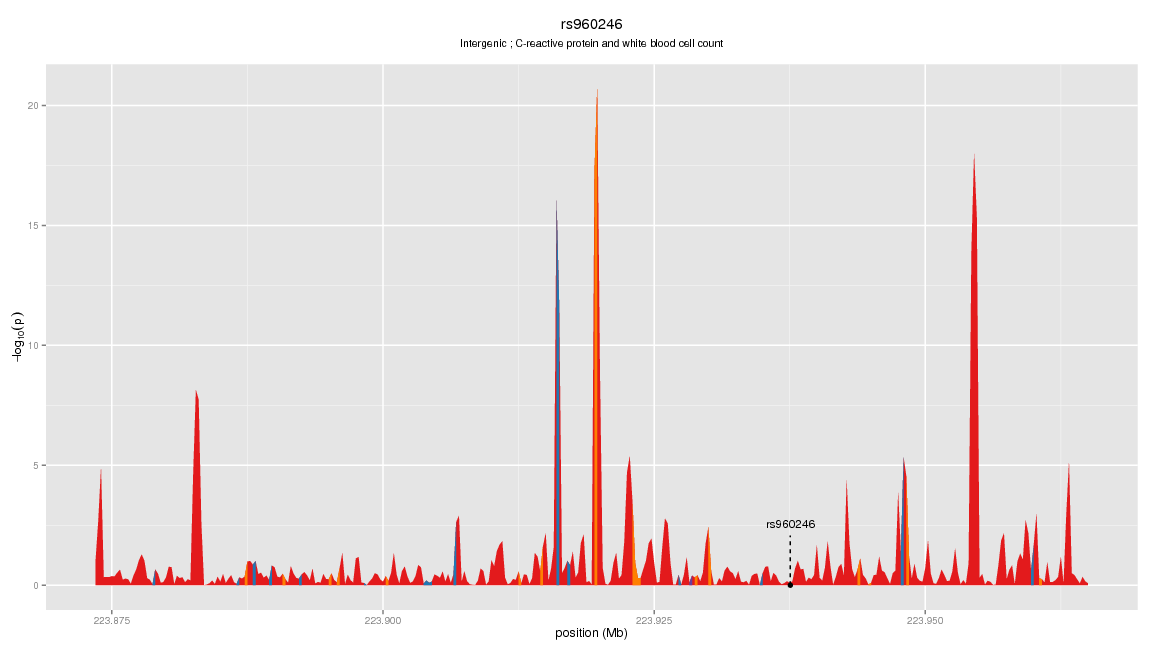 rs960246
Intergenic ; C-reactive protein and white blood cell count
20
15
10
5
0
−log₁₀(p)
rs960246
223.875
223.900
223.925
223.950
position (Mb)